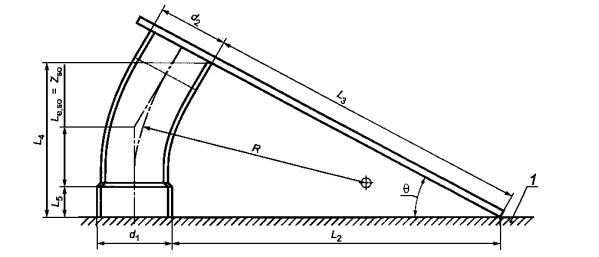 d₂
L₃
Lₑ,ₛₒ = Zₛₒ
L₄
R
θ
1
L₅
d₁
L₂